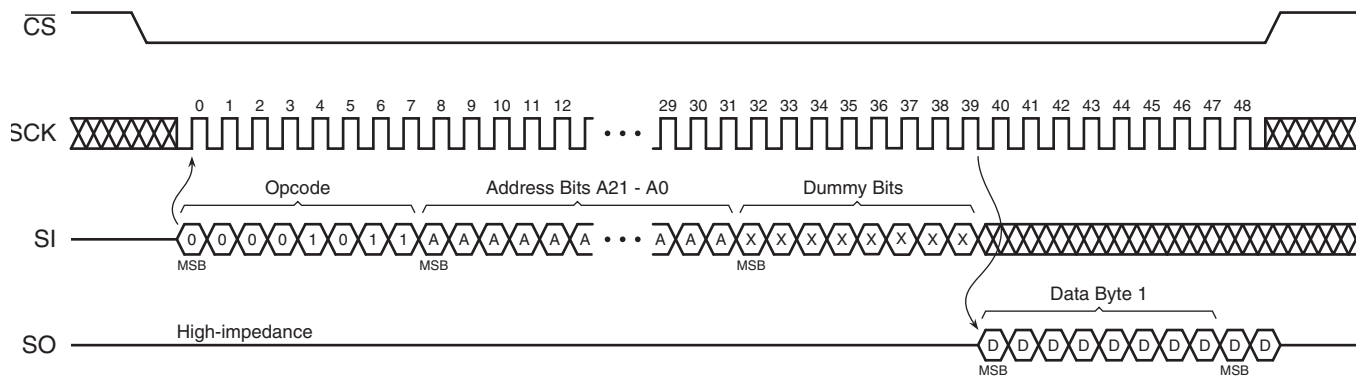 CS
0 1 2 3 4 5 6 7 8 9 10 11 12 29 30 31 32 33 34 35 36 37 38 39 40 41 42 43 44 45 46 47 48
SCK
Opcode Address Bits A21 - A0 Dummy Bits
SI 0 0 0 0 1 0 1 1 A A A A A A A A A X X X X X X X X
MSB MSB MSB
Data Byte 1
High-impedance
SO D D D D D D D D D D
MSB MSB